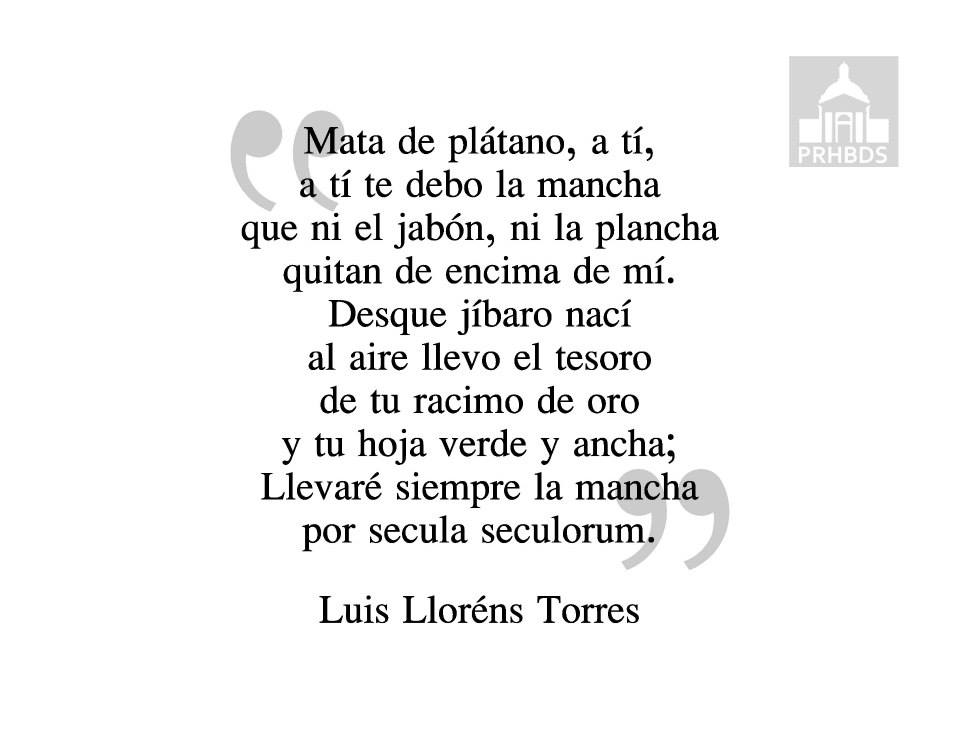 PRHBDS
Mata de plátano, a tí,
a tí te debo la mancha
que ni el jabón, ni la plancha
quitan de encima de mí.
Desque jíbaro nací
al aire llevo el tesoro
de tu racimo de oro
y tu hoja verde y ancha;
Llevaré siempre la mancha
por secula seculorum.
Luis Lloréns Torres